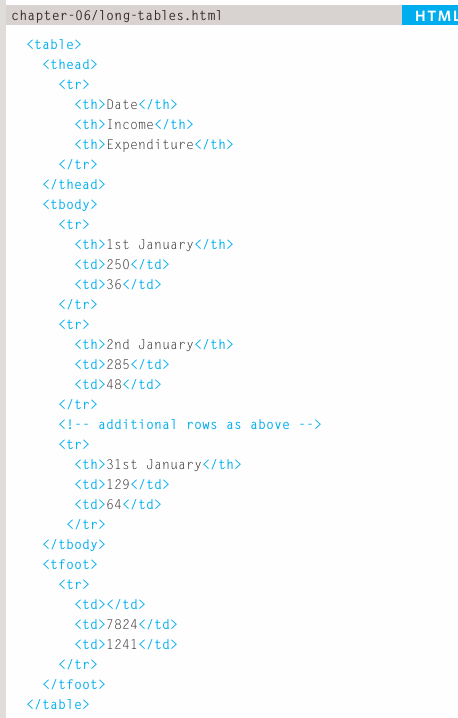 chapter-06/long-tables.html HTML
<table>
<thead>
<tr>
<th>Date</th>
<th>Income</th>
<th>Expenditure</th>
</tr>
</thead>
<tbody>
<tr>
<th>1st January</th>
<td>250</td>
<td>36</td>
</tr>
<tr>
<th>2nd January</th>
<td>285</td>
<td>48</td>
</tr>
<!-- additional rows as above -->
<tr>
<th>31st January</th>
<td>129</td>
<td>64</td>
</tr>
</tbody>
<tfoot>
<tr>
<td></td>
<td>7824</td>
<td>1241</td>
</tr>
</tfoot>
</table>